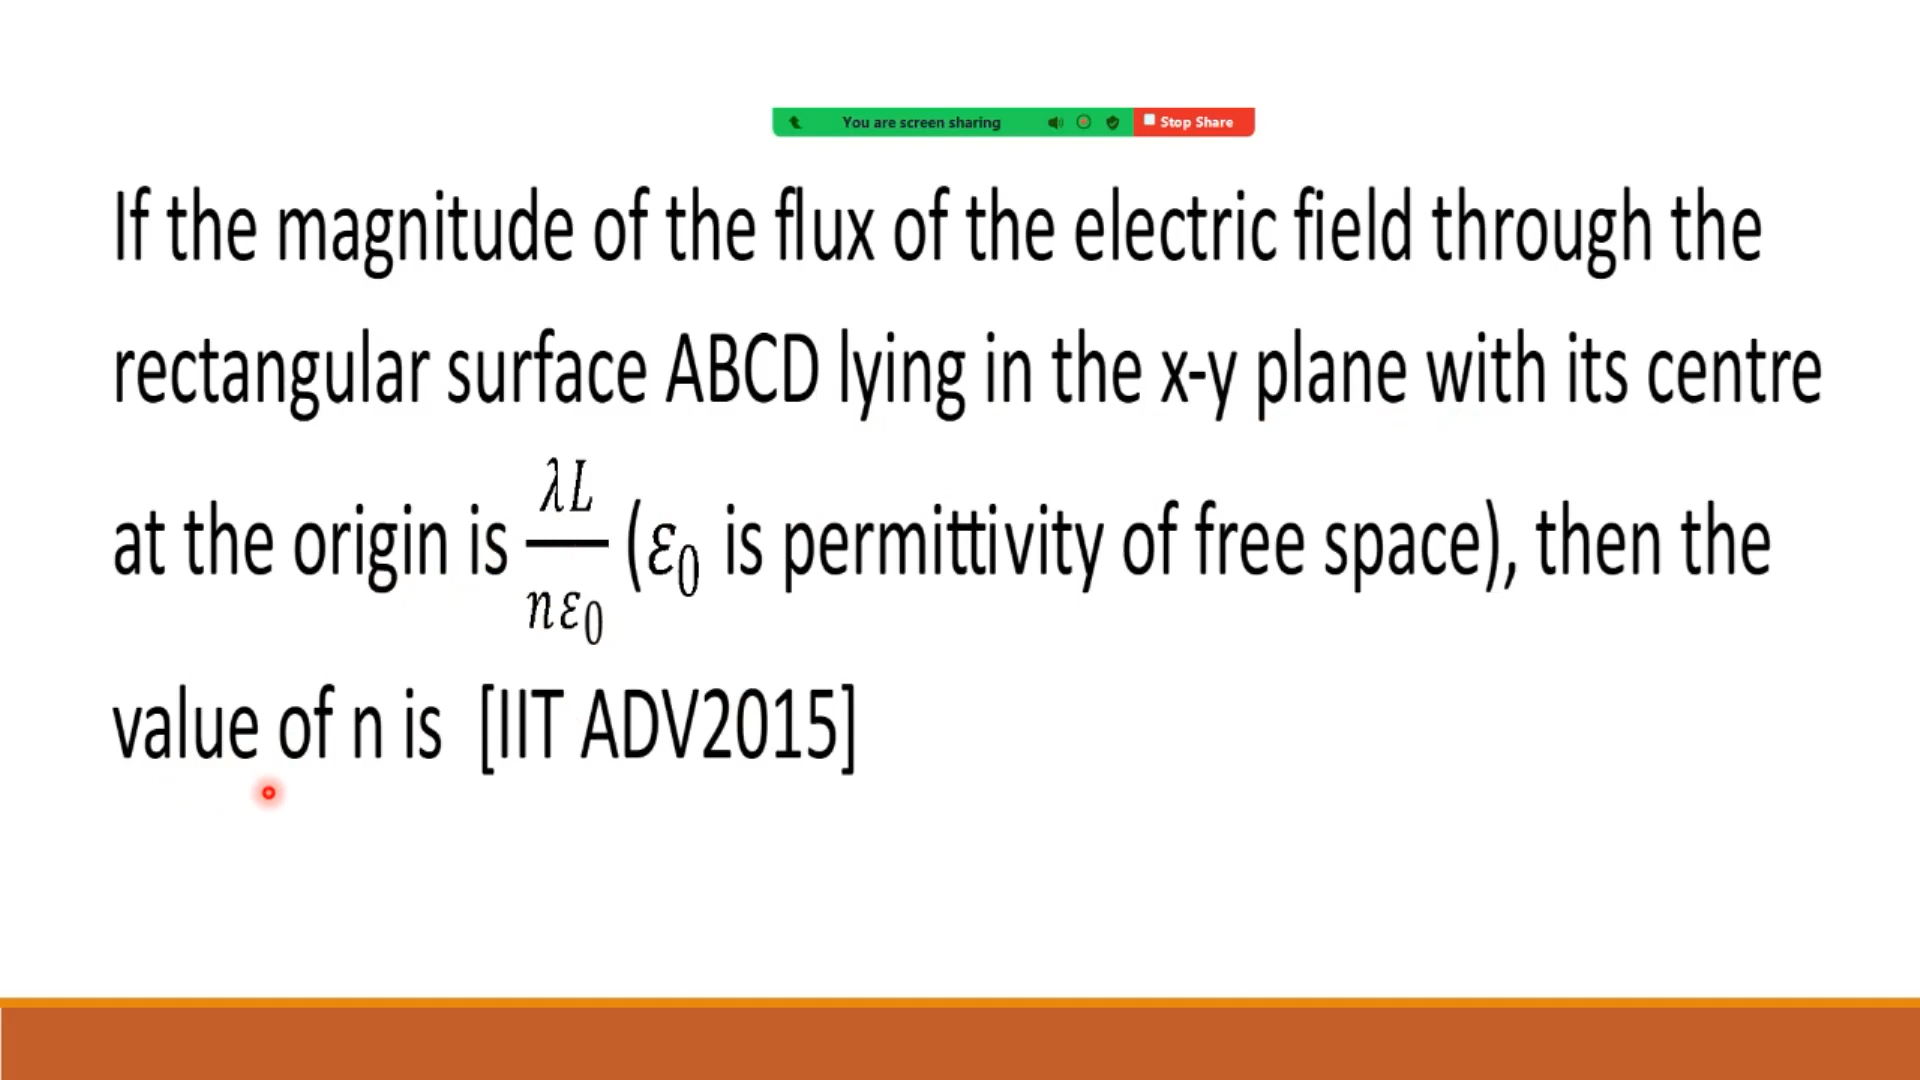 You are screen sharing Stop Share
If the magnitude of the flux of the electric field through the
rectangular surface ABCD lying in the x-y plane with its centre
at the origin is λL/nε₀ (ε₀ is permittivity of free space), then the
value of n is [IIT ADV2015]